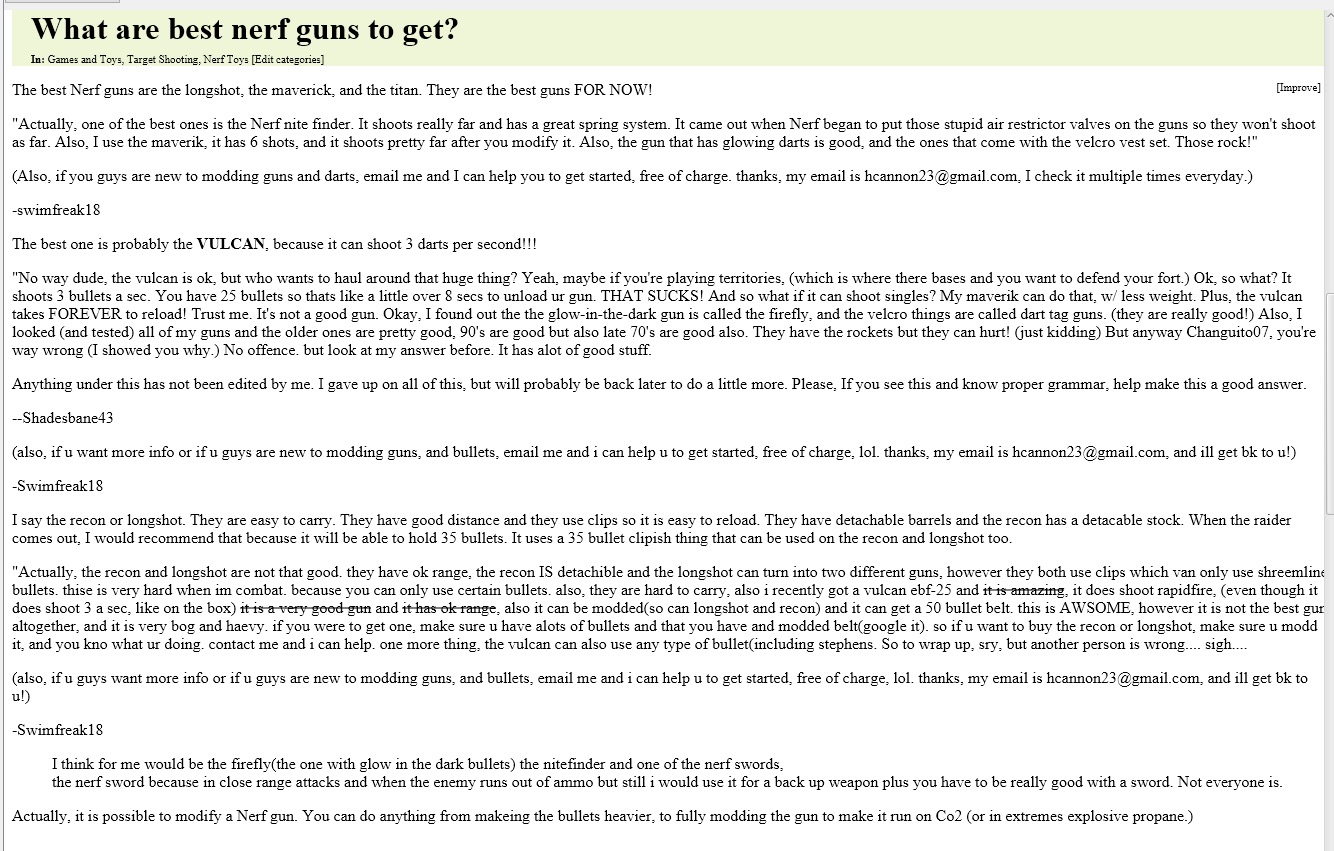 What are best nerf guns to get?
In: Games and Toys, Target Shooting, Nerf Toys [Edit categories]
[Improve]
The best Nerf guns are the longshot, the maverick, and the titan. They are the best guns FOR NOW!
"Actually, one of the best ones is the Nerf nite finder. It shoots really far and has a great spring system. It came out when Nerf began to put those stupid air restrictor valves on the guns so they won't shoot
as far. Also, I use the maverik, it has 6 shots, and it shoots pretty far after you modify it. Also, the gun that has glowing darts is good, and the ones that come with the velcro vest set. Those rock!"
(Also, if you guys are new to modding guns and darts, email me and I can help you to get started, free of charge. thanks, my email is hcannon23@gmail.com, I check it multiple times everyday.)
-swimfreak18
The best one is probably the VULCAN, because it can shoot 3 darts per second!!!
"No way dude, the vulcan is ok, but who wants to haul around that huge thing? Yeah, maybe if you're playing territories, (which is where there bases and you want to defend your fort.) Ok, so what? It
shoots 3 bullets a sec. You have 25 bullets so thats like a little over 8 secs to unload ur gun. THAT SUCKS! And so what if it can shoot singles? My maverik can do that, w/ less weight. Plus, the vulcan
takes FOREVER to reload! Trust me. It's not a good gun. Okay, I found out the the glow-in-the-dark gun is called the firefly, and the velcro things are called dart tag guns. (they are really good!) Also, I
looked (and tested) all of my guns and the older ones are pretty good, 90's are good but also late 70's are good also. They have the rockets but they can hurt! (just kidding) But anyway Changuito07, you're
way wrong (I showed you why.) No offence. but look at my answer before. It has alot of good stuff.
Anything under this has not been edited by me. I gave up on all of this, but will probably be back later to do a little more. Please, If you see this and know proper grammar, help make this a good answer.
--Shadesbane43
(also, if u want more info or if u guys are new to modding guns, and bullets, email me and i can help u to get started, free of charge, lol. thanks, my email is hcannon23@gmail.com, and ill get bk to u!)
-Swimfreak18
I say the recon or longshot. They are easy to carry. They have good distance and they use clips so it is easy to reload. They have detachable barrels and the recon has a detacable stock. When the raider
comes out, I would recommend that because it will be able to hold 35 bullets. It uses a 35 bullet clipish thing that can be used on the recon and longshot too.
"Actually, the recon and longshot are not that good. they have ok range, the recon IS detachible and the longshot can turn into two different guns, however they both use clips which van only use shreemline
bullets. thise is very hard when im combat. because you can only use certain bullets. also, they are hard to carry, also i recently got a vulcan ebf-25 and it is amazing, it does shoot rapidfire, (even though it
does shoot 3 a sec, like on the box) it is a very good gun and it has ok range, also it can be modded(so can longshot and recon) and it can get a 50 bullet belt. this is AWSOME, however it is not the best gun
altogether, and it is very bog and haevy. if you were to get one, make sure u have alots of bullets and that you have and modded belt(google it). so if u want to buy the recon or longshot, make sure u modd
it, and you kno what ur doing. contact me and i can help. one more thing, the vulcan can also use any type of bullet(including stephens. So to wrap up, sry, but another person is wrong.... sigh....
(also, if u guys want more info or if u guys are new to modding guns, and bullets, email me and i can help u to get started, free of charge, lol. thanks, my email is hcannon23@gmail.com, and ill get bk to
u!)
-Swimfreak18
I think for me would be the firefly(the one with glow in the dark bullets) the nitefinder and one of the nerf swords,
the nerf sword because in close range attacks and when the enemy runs out of ammo but still i would use it for a back up weapon plus you have to be really good with a sword. Not everyone is.
Actually, it is possible to modify a Nerf gun. You can do anything from makeing the bullets heavier, to fully modding the gun to make it run on Co2 (or in extremes explosive propane.)